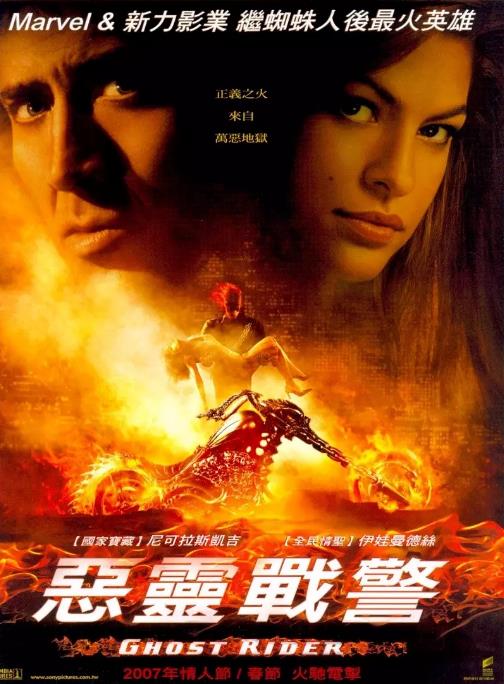 Marvel & 新力影業 繼蜘蛛人後最火英雄
正義之火
來自
萬惡地獄
【國家寶藏】尼可拉斯凱吉 【全民情聖】伊娃曼德絲
惡靈戰警
GHOST RIDER
2007年情人節/春節 火馳電掣
www.sonypictures.com.tw